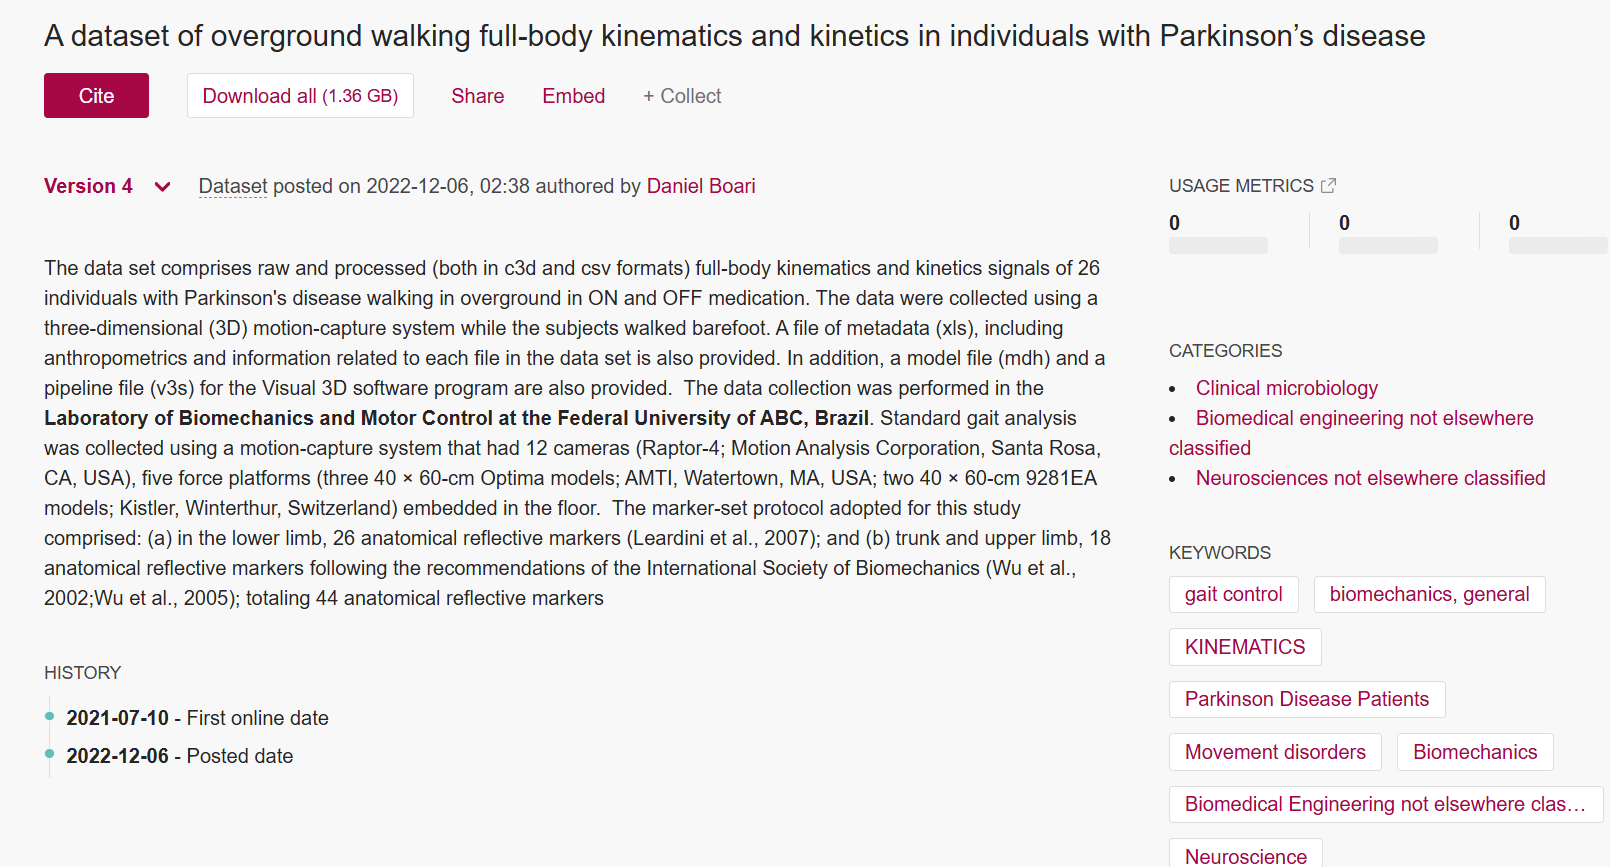 A dataset of overground walking full-body kinematics and kinetics in individuals with Parkinson’s disease
Cite
Download all (1.36 GB)
Share
Embed
+ Collect
Version 4
Dataset posted on 2022-12-06, 02:38 authored by Daniel Boari
The data set comprises raw and processed (both in c3d and csv formats) full-body kinematics and kinetics signals of 26
individuals with Parkinson's disease walking in overground in ON and OFF medication. The data were collected using a
three-dimensional (3D) motion-capture system while the subjects walked barefoot. A file of metadata (xls), including
anthropometrics and information related to each file in the data set is also provided. In addition, a model file (mdh) and a
pipeline file (v3s) for the Visual 3D software program are also provided.  The data collection was performed in the
Laboratory of Biomechanics and Motor Control at the Federal University of ABC, Brazil. Standard gait analysis
was collected using a motion-capture system that had 12 cameras (Raptor-4; Motion Analysis Corporation, Santa Rosa,
CA, USA), five force platforms (three 40 × 60-cm Optima models; AMTI, Watertown, MA, USA; two 40 × 60-cm 9281EA
models; Kistler, Winterthur, Switzerland) embedded in the floor.  The marker-set protocol adopted for this study
comprised: (a) in the lower limb, 26 anatomical reflective markers (Leardini et al., 2007); and (b) trunk and upper limb, 18
anatomical reflective markers following the recommendations of the International Society of Biomechanics (Wu et al.,
2002;Wu et al., 2005); totaling 44 anatomical reflective markers
HISTORY
2021-07-10 - First online date
2022-12-06 - Posted date
USAGE METRICS
0
0
0
CATEGORIES
• Clinical microbiology
• Biomedical engineering not elsewhere
classified
• Neurosciences not elsewhere classified
KEYWORDS
gait control
biomechanics, general
KINEMATICS
Parkinson Disease Patients
Movement disorders
Biomechanics
Biomedical Engineering not elsewhere clas…
Neuroscience